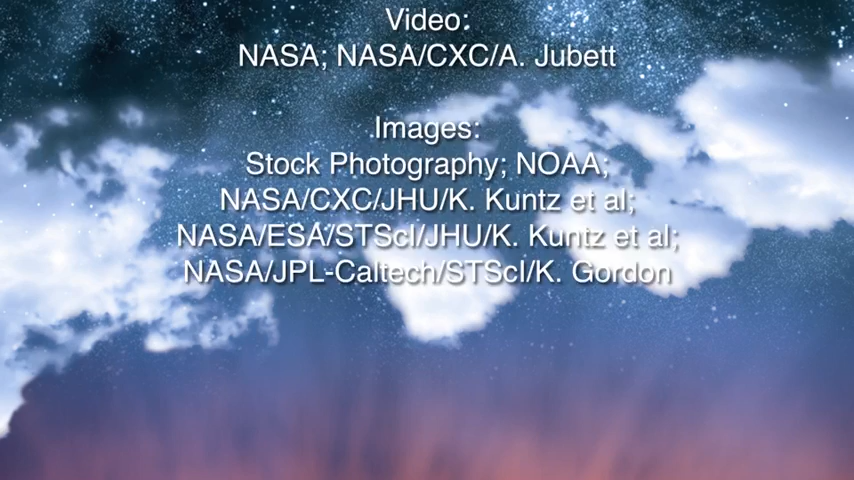 Video:
NASA; NASA/CXC/A. Jubett
Images:
Stock Photography; NOAA;
NASA/CXC/JHU/K. Kuntz et al;
NASA/ESA/STScI/JHU/K. Kuntz et al;
NASA/JPL-Caltech/STScI/K. Gordon